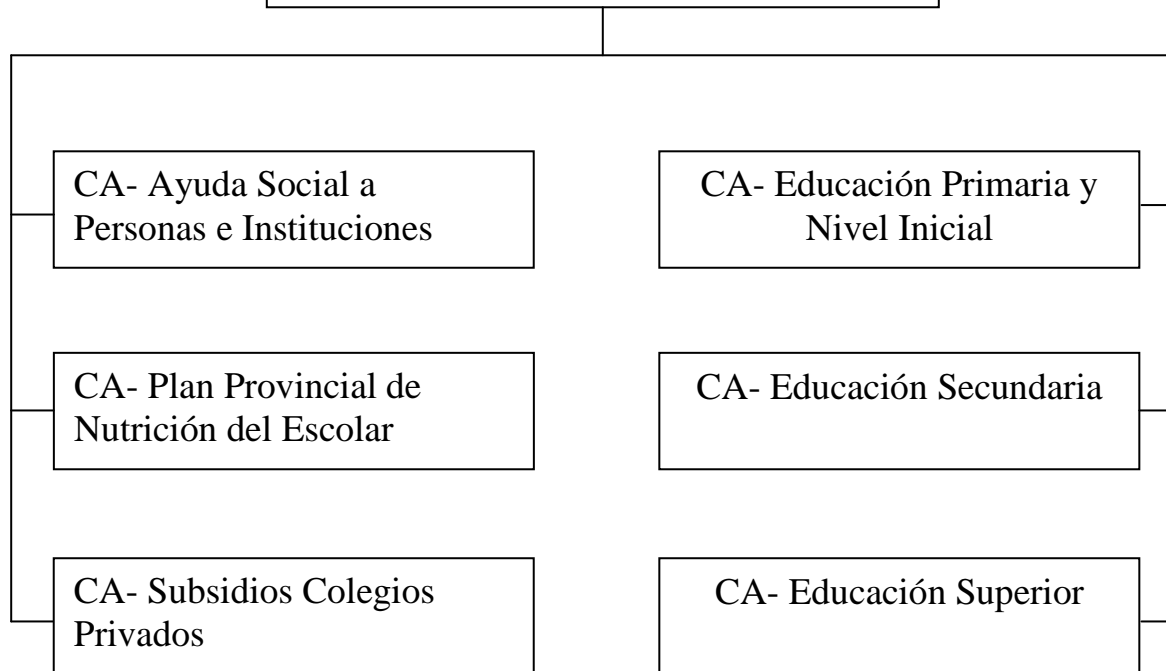 CA- Ayuda Social a
Personas e Instituciones
CA- Educación Primaria y
Nivel Inicial
CA- Plan Provincial de
Nutrición del Escolar
CA- Educación Secundaria
CA- Subsidios Colegios
Privados
CA- Educación Superior